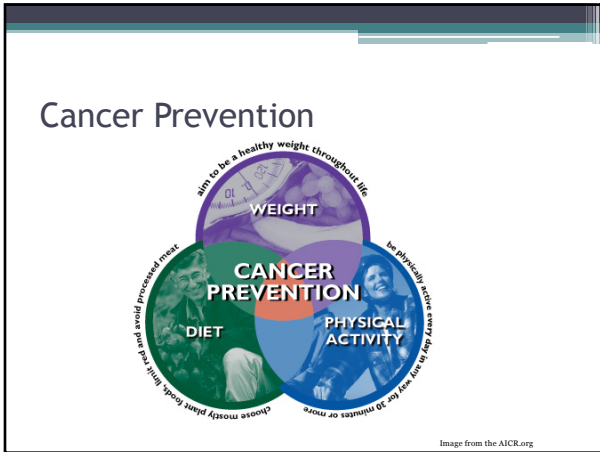 Cancer Prevention
aim to be a healthy weight throughout life
WEIGHT
CANCER
PREVENTION
DIET
PHYSICAL
ACTIVITY
choose mostly plant foods, limit red and avoid processed meat
be physically active every day in any way for 30 minutes or more
Image from the AICR.org